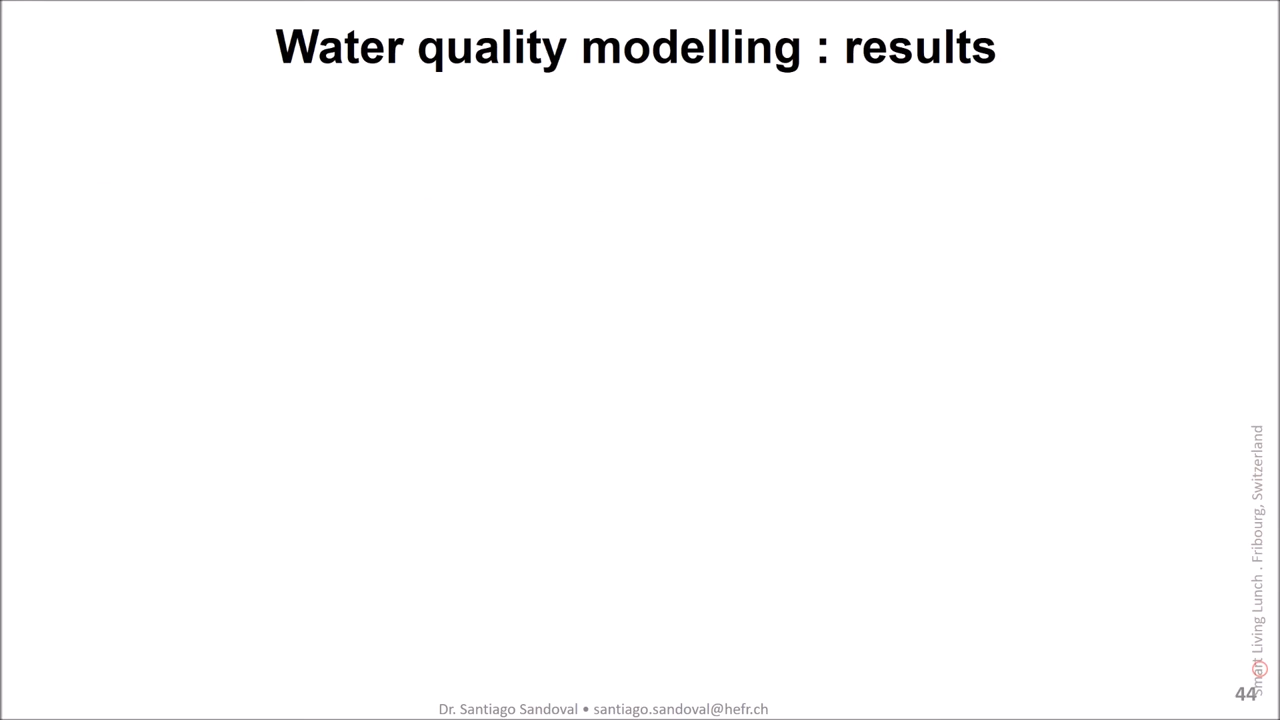 Water quality modelling : results
Smart Living Lunch . Fribourg, Switzerland
44
Dr. Santiago Sandoval • santiago.sandoval@hefr.ch